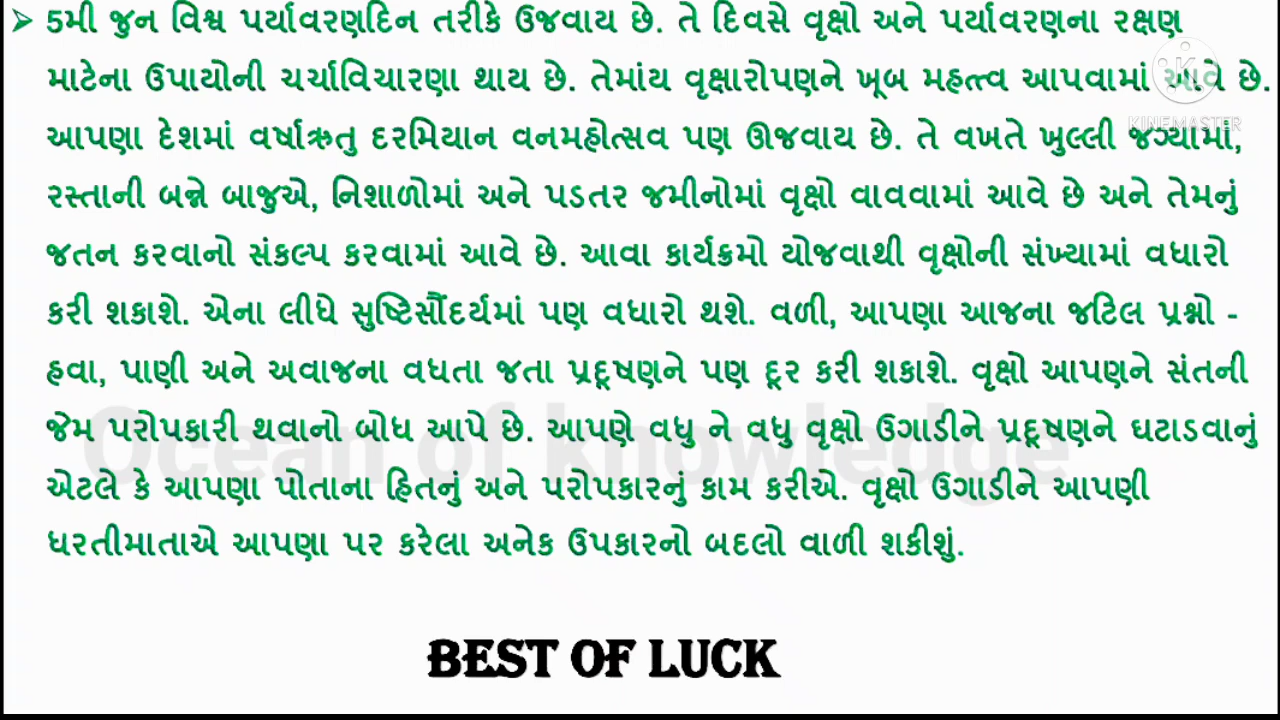 ➢ 5મી જુન વિશ્વ પર્યાવરણદિન તરીકે ઉજવાય છે. તે દિવસે વૃક્ષો અને પર્યાવરણના રક્ષણ
માટેના ઉપાયોની ચર્ચાવિચારણા થાય છે. તેમાંય વૃક્ષારોપણને ખૂબ મહત્ત્વ આપવામાં આવે છે.
KINEMASTER
આપણા દેશમાં વર્ષાઋતુ દરમિયાન વનમહોત્સવ પણ ઊજવાય છે. તે વખતે ખુલ્લી જગ્યામાં,
રસ્તાની બન્ને બાજુએ, નિશાળોમાં અને પડતર જમીનોમાં વૃક્ષો વાવવામાં આવે છે અને તેમનું
જતન કરવાનો સંકલ્પ કરવામાં આવે છે. આવા કાર્યક્રમો યોજવાથી વૃક્ષોની સંખ્યામાં વધારો
કરી શકાશે. એના લીધે સુષ્ટિસૌંદર્યમાં પણ વધારો થશે. વળી, આપણા આજના જટિલ પ્રશ્નો -
હવા, પાણી અને અવાજના વધતા જતા પ્રદૂષણને પણ દૂર કરી શકાશે. વૃક્ષો આપણને સંતની
જેમ પરોપકારી થવાનો બોધ આપે છે. આપણે વધુ ને વધુ વૃક્ષો ઉગાડીને પ્રદૂષણને ઘટાડવાનું
Ocean of knowledge
એટલે કે આપણા પોતાના હિતનું અને પરોપકારનું કામ કરીએ. વૃક્ષો ઉગાડીને આપણી
ધરતીમાતાએ આપણા પર કરેલા અનેક ઉપકારનો બદલો વાળી શકીશું.
BEST OF LUCK